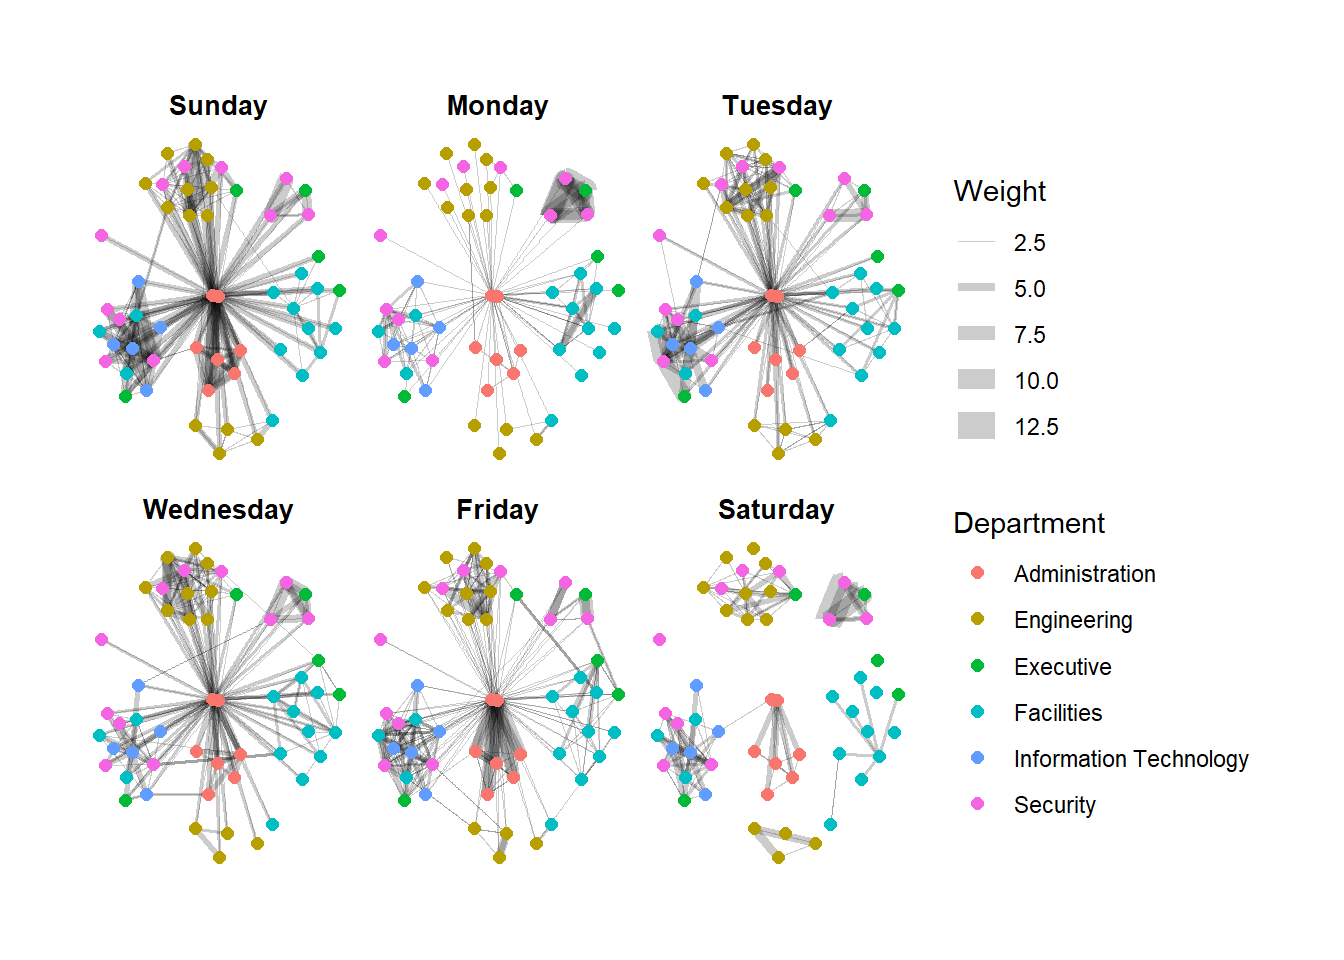 Sunday
Monday
Tuesday
Wednesday
Friday
Saturday
Weight
2.5
5.0
7.5
10.0
12.5
Department
Administration
Engineering
Executive
Facilities
Information Technology
Security